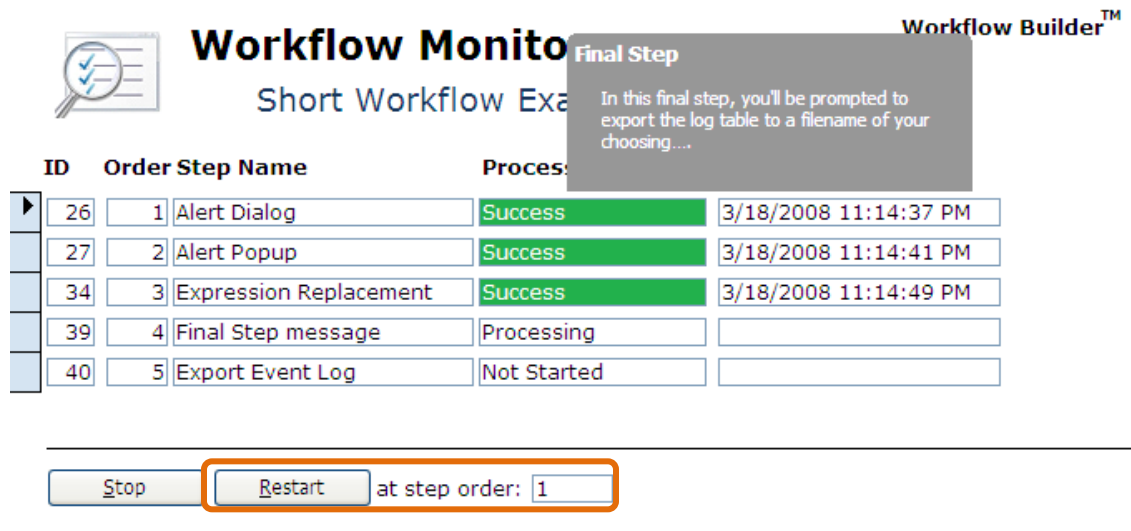 Workflow Builder™
Workflow Monito
Final Step
Short Workflow Exa
In this final step, you'll be prompted to
export the log table to a filename of your
choosing....
ID Order Step Name Process
26 1 Alert Dialog Success 3/18/2008 11:14:37 PM
27 2 Alert Popup Success 3/18/2008 11:14:41 PM
34 3 Expression Replacement Success 3/18/2008 11:14:49 PM
39 4 Final Step message Processing
40 5 Export Event Log Not Started
Stop Restart at step order: 1